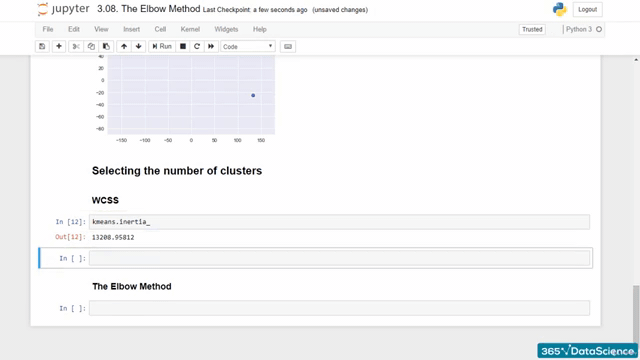 jupyter 3.08. The Elbow Method Last Checkpoint: a few seconds ago (unsaved changes) Logout
File Edit View Insert Cell Kernel Widgets Help Trusted Python 3
Run Code
40
20
0
-20
-40
-60
-80
-150 -100 -50 0 50 100 150
Selecting the number of clusters
WCSS
In [12]: kmeans.inertia_
Out[12]: 13208.95812
In [ ]:
The Elbow Method
In [ ]:
365 DataScience